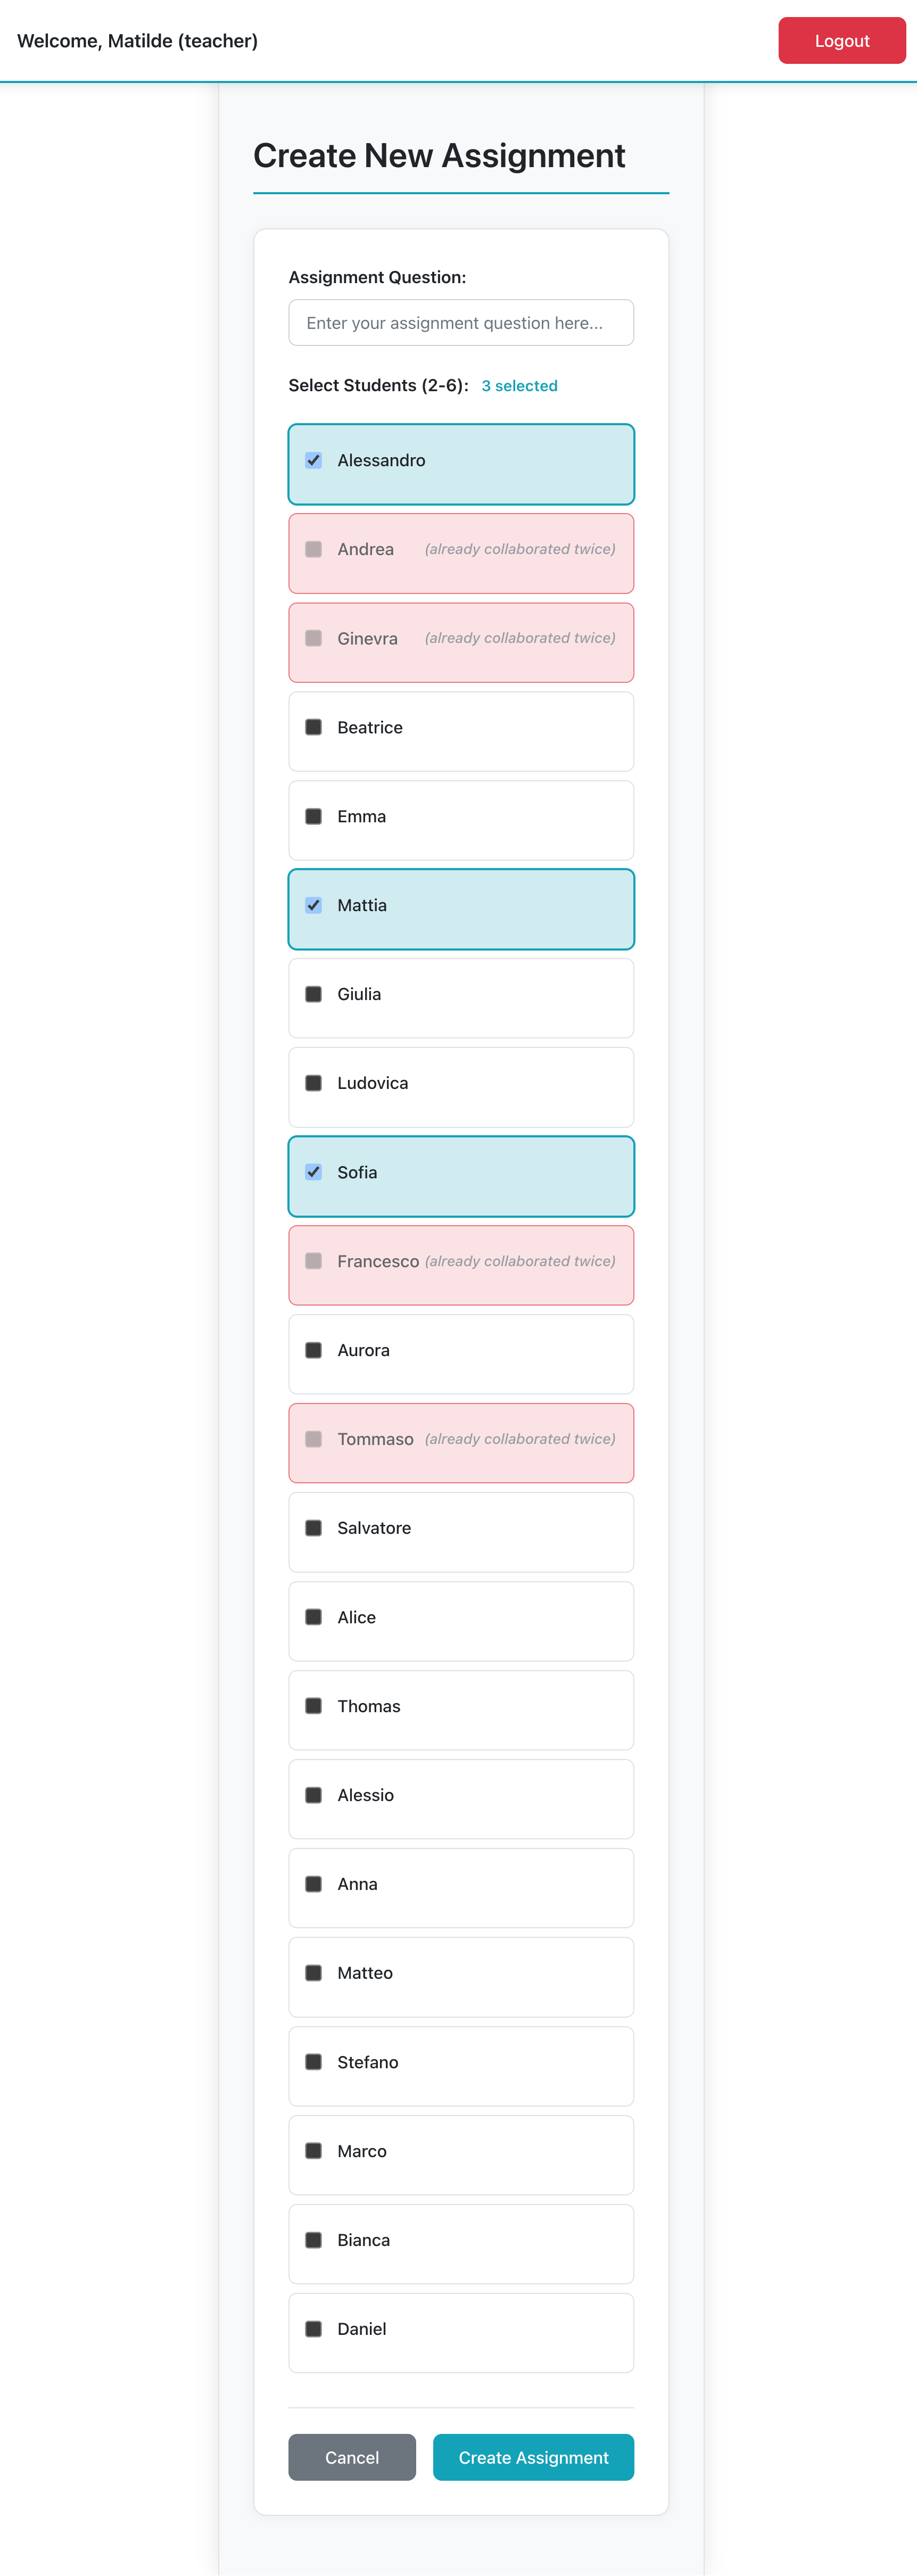 Welcome, Matilde (teacher)
Logout
Create New Assignment
Assignment Question:
Enter your assignment question here...
Select Students (2-6): 3 selected
Alessandro
Andrea (already collaborated twice)
Ginevra (already collaborated twice)
Beatrice
Emma
Mattia
Giulia
Ludovica
Sofia
Francesco (already collaborated twice)
Aurora
Tommaso (already collaborated twice)
Salvatore
Alice
Thomas
Alessio
Anna
Matteo
Stefano
Marco
Bianca
Daniel
Cancel
Create Assignment